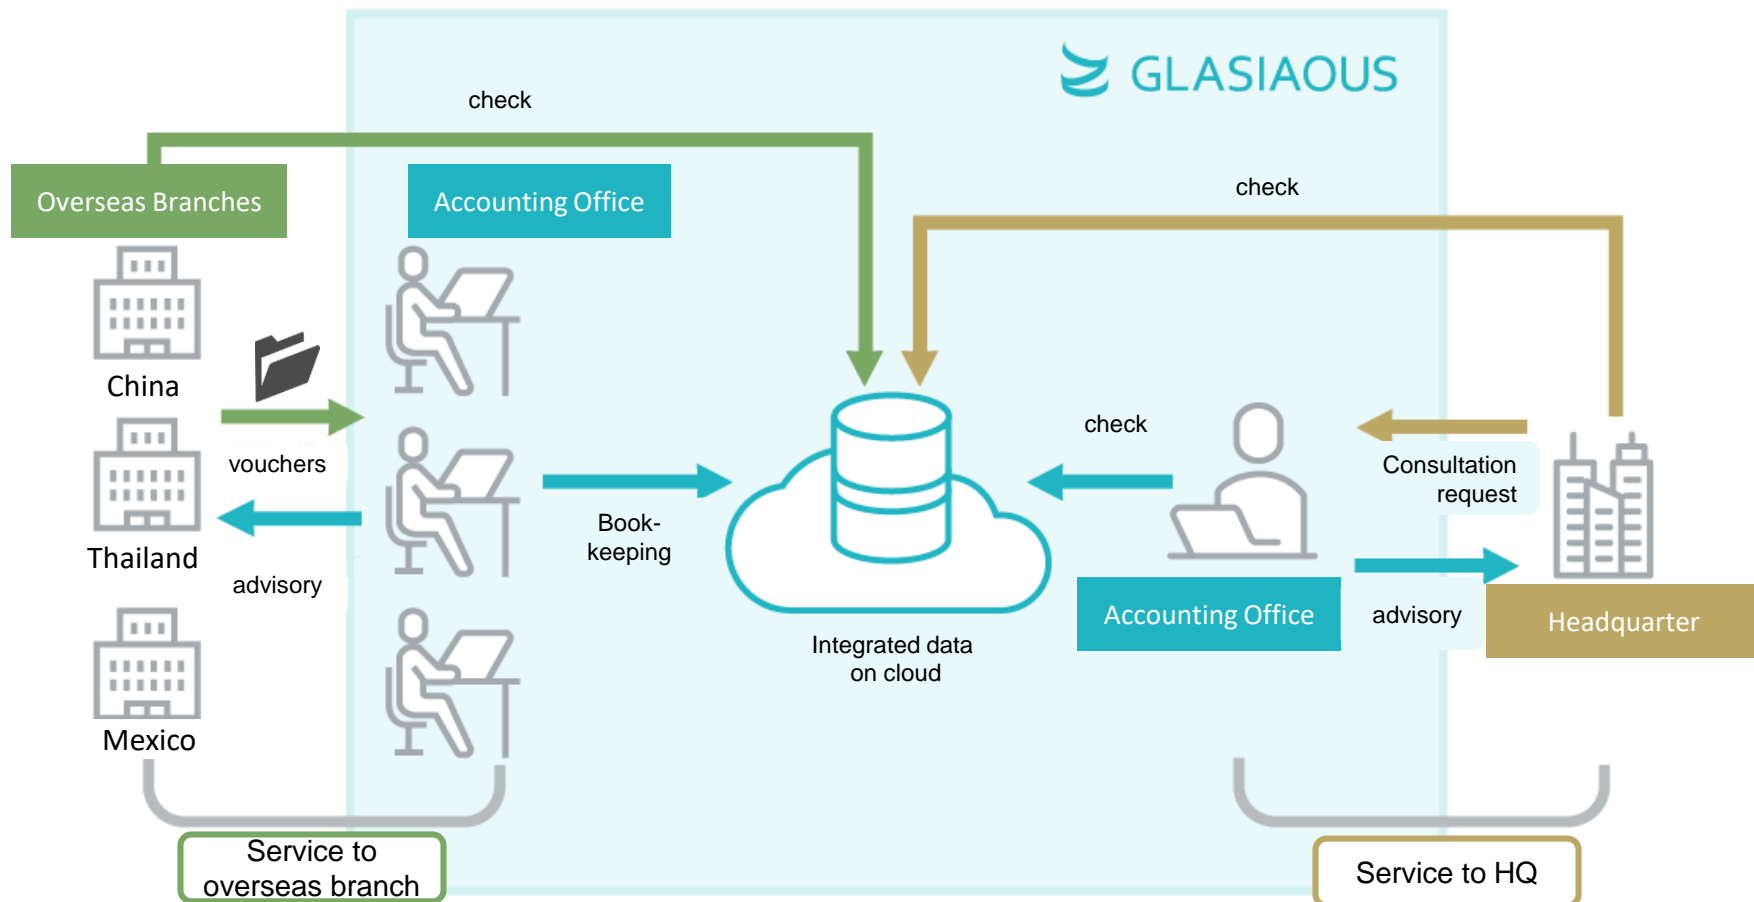 GLASIAOUS
check
check
Overseas Branches
Accounting Office
China
vouchers
Thailand
advisory
Mexico
Book-
keeping
Integrated data
on cloud
check
Consultation
request
Accounting Office
advisory
Headquarter
Service to
overseas branch
Service to HQ